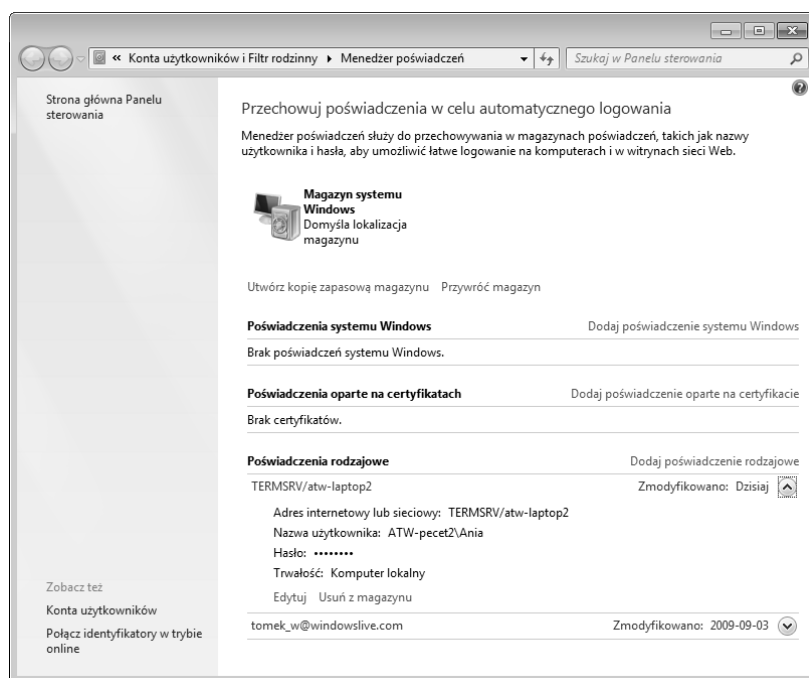 « Konta użytkowników i Filtr rodzinny ▸ Menedżer poświadczeń
Szukaj w Panelu sterowania
Strona główna Panelu
sterowania
Przechowuj poświadczenia w celu automatycznego logowania
Menedżer poświadczeń służy do przechowywania w magazynach poświadczeń, takich jak nazwy
użytkownika i hasła, aby umożliwić łatwe logowanie na komputerach i w witrynach sieci Web.
Magazyn systemu
Windows
Domyśla lokalizacja
magazynu
Utwórz kopię zapasową magazynu Przywróć magazyn
Poświadczenia systemu Windows Dodaj poświadczenie systemu Windows
Brak poświadczeń systemu Windows.
Poświadczenia oparte na certyfikatach Dodaj poświadczenie oparte na certyfikacie
Brak certyfikatów.
Poświadczenia rodzajowe Dodaj poświadczenie rodzajowe
TERMSRV/atw-laptop2 Zmodyfikowano: Dzisiaj
Adres internetowy lub sieciowy: TERMSRV/atw-laptop2
Nazwa użytkownika: ATW-pecet2\Ania
Hasło: ••••••••
Trwałość: Komputer lokalny
Edytuj Usuń z magazynu
tomek_w@windowslive.com Zmodyfikowano: 2009-09-03
Zobacz też
Konta użytkowników
Połącz identyfikatory w trybie
online